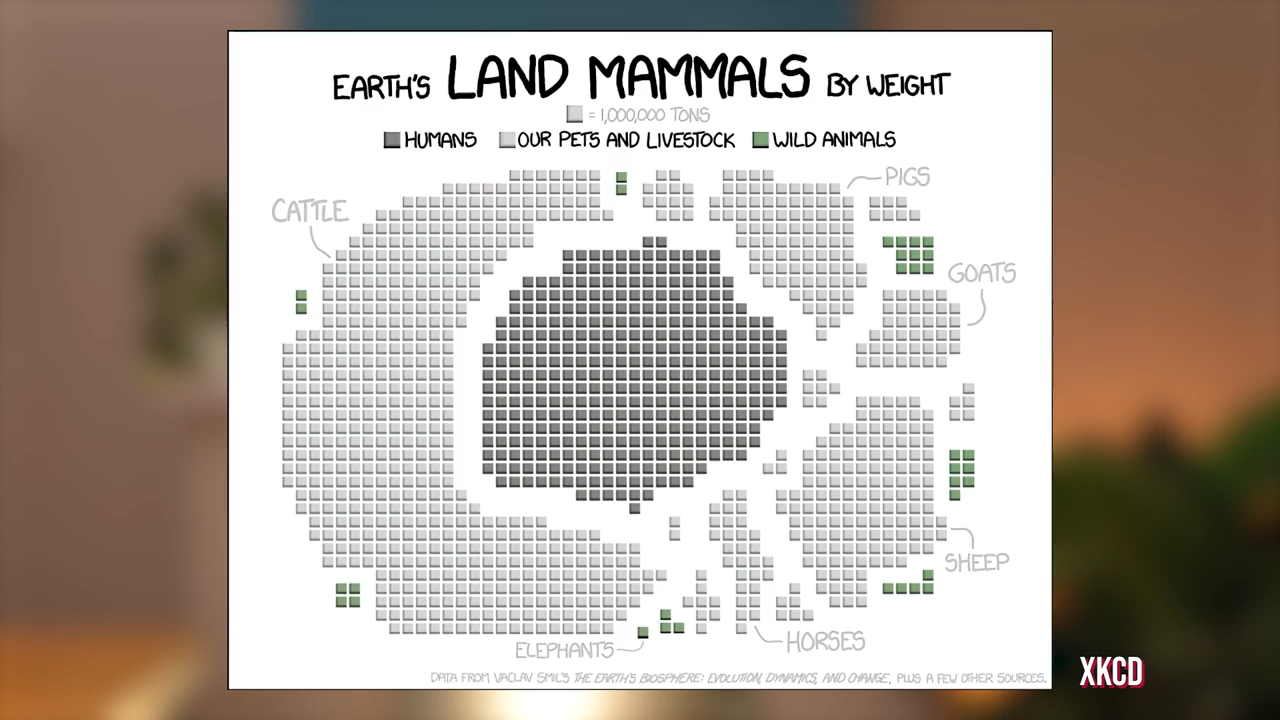 EARTH'S LAND MAMMALS BY WEIGHT
= 1,000,000 TONS
HUMANS OUR PETS AND LIVESTOCK WILD ANIMALS
PIGS
CATTLE
GOATS
SHEEP
HORSES
ELEPHANTS
DATA FROM VACLAV SMIL'S THE EARTH'S BIOSPHERE: EVOLUTION, DYNAMICS, AND CHANGE, PLUS A FEW OTHER SOURCES.
XKCD